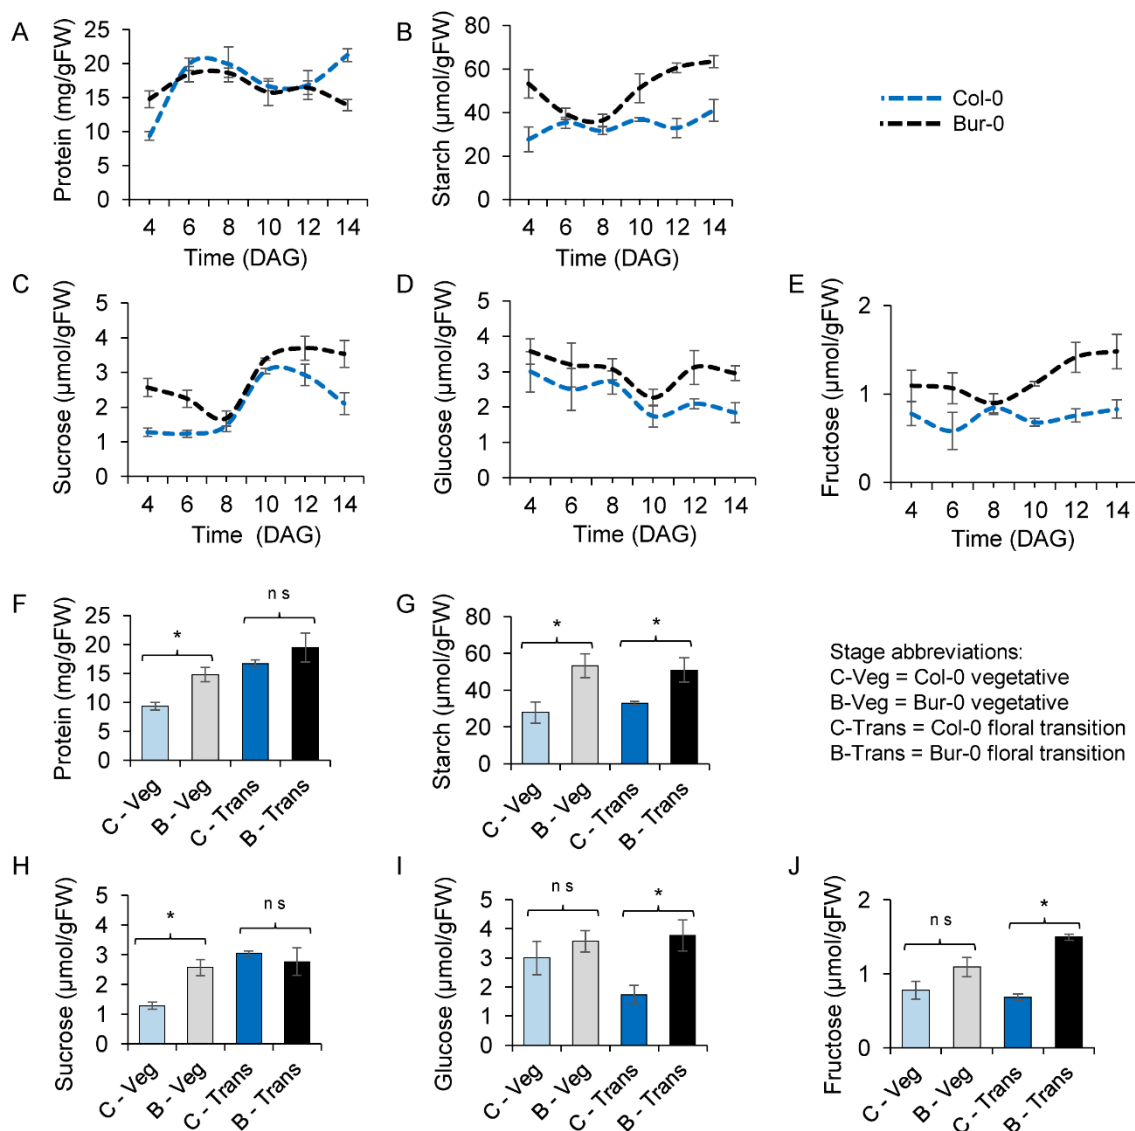 A
Protein (mg/gFW)
25
20
15
10
5
0
4 6 8 10 12 14
Time (DAG)
B
Starch (µmol/gFW)
80
60
40
20
0
4 6 8 10 12 14
Time (DAG)
Col-0
Bur-0
C
Sucrose (µmol/gFW)
5
4
3
2
1
0
4 6 8 10 12 14
Time (DAG)
D
Glucose (µmol/gFW)
5
4
3
2
1
0
4 6 8 10 12 14
Time (DAG)
E
Fructose (µmol/gFW)
2
1
0
4 6 8 10 12 14
Time (DAG)
F
Protein (mg/gFW)
25
20
15
10
5
0
*
n s
C - Veg
B - Veg
C - Trans
B - Trans
G
Starch (µmol/gFW)
80
60
40
20
0
*
*
C - Veg
B - Veg
C - Trans
B - Trans
Stage abbreviations:
C-Veg = Col-0 vegetative
B-Veg = Bur-0 vegetative
C-Trans = Col-0 floral transition
B-Trans = Bur-0 floral transition
H
Sucrose (µmol/gFW)
5
4
3
2
1
0
*
n s
C - Veg
B - Veg
C - Trans
B - Trans
I
Glucose (µmol/gFW)
5
4
3
2
1
0
n s
*
C - Veg
B - Veg
C - Trans
B - Trans
J
Fructose (µmol/gFW)
2
1
0
n s
*
C - Veg
B - Veg
C - Trans
B - Trans